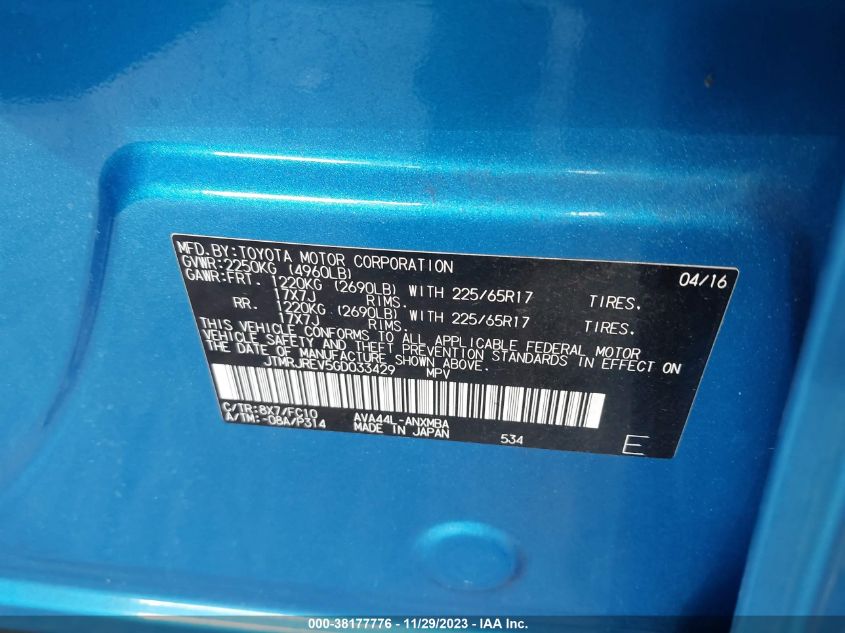 MFD.BY:TOYOTA MOTOR CORPORATION 04/16
GVWR:2250KG (4960LB)
GAWR:FRT. 1220KG (2690LB) WITH 225/65R17 TIRES.
17X7J RIMS.
RR. 1220KG (2690LB) WITH 225/65R17 TIRES.
17X7J RIMS.
THIS VEHICLE CONFORMS TO ALL APPLICABLE FEDERAL MOTOR
VEHICLE SAFETY AND THEFT PREVENTION STANDARDS IN EFFECT ON
THE DATE OF MANUFACTURE SHOWN ABOVE.
JTMRJREV5GD033429 MPV
C/TR:8X7/FC10 AVA44L-ANXMBA
A/TM:-08A/P314 MADE IN JAPAN 534 E
000-38177776 - 11/29/2023 - IAA Inc.